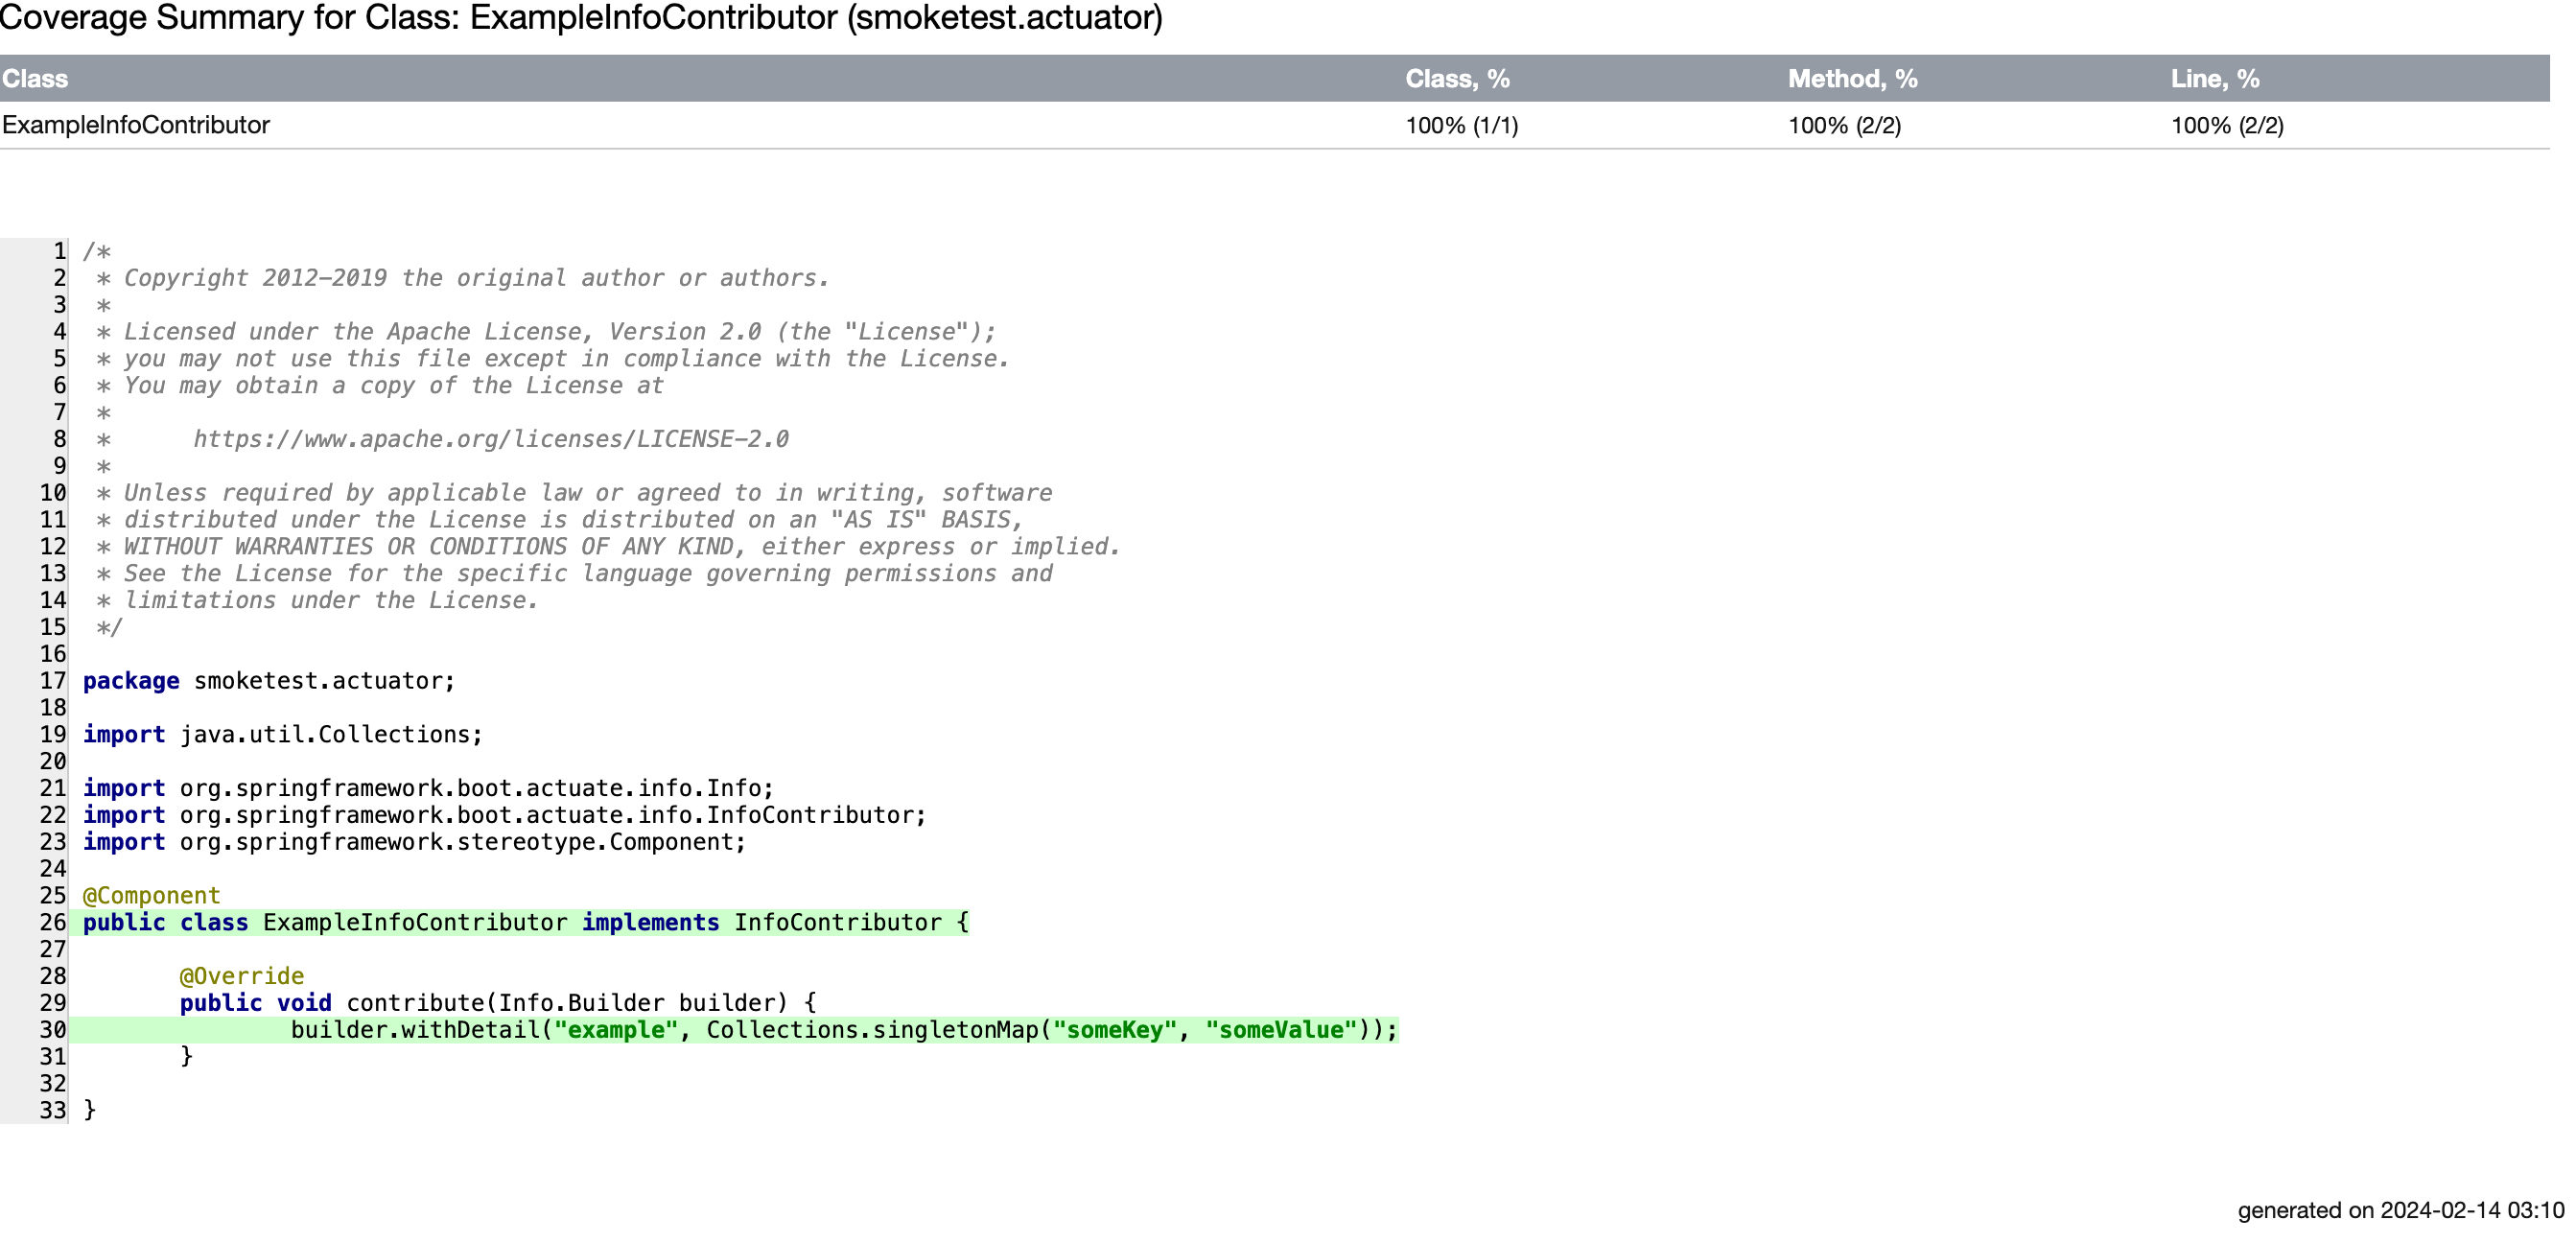 Coverage Summary for Class: ExampleInfoContributor (smoketest.actuator)
Class Class, % Method, % Line, %
ExampleInfoContributor 100% (1/1) 100% (2/2) 100% (2/2)
1 /*
2  * Copyright 2012-2019 the original author or authors.
3  *
4  * Licensed under the Apache License, Version 2.0 (the "License");
5  * you may not use this file except in compliance with the License.
6  * You may obtain a copy of the License at
7  *
8  *      https://www.apache.org/licenses/LICENSE-2.0
9  *
10  * Unless required by applicable law or agreed to in writing, software
11  * distributed under the License is distributed on an "AS IS" BASIS,
12  * WITHOUT WARRANTIES OR CONDITIONS OF ANY KIND, either express or implied.
13  * See the License for the specific language governing permissions and
14  * limitations under the License.
15  */
16
17 package smoketest.actuator;
18
19 import java.util.Collections;
20
21 import org.springframework.boot.actuate.info.Info;
22 import org.springframework.boot.actuate.info.InfoContributor;
23 import org.springframework.stereotype.Component;
24
25 @Component
26 public class ExampleInfoContributor implements InfoContributor {
27
28        @Override
29        public void contribute(Info.Builder builder) {
30                builder.withDetail("example", Collections.singletonMap("someKey", "someValue"));
31        }
32
33 }
generated on 2024-02-14 03:10